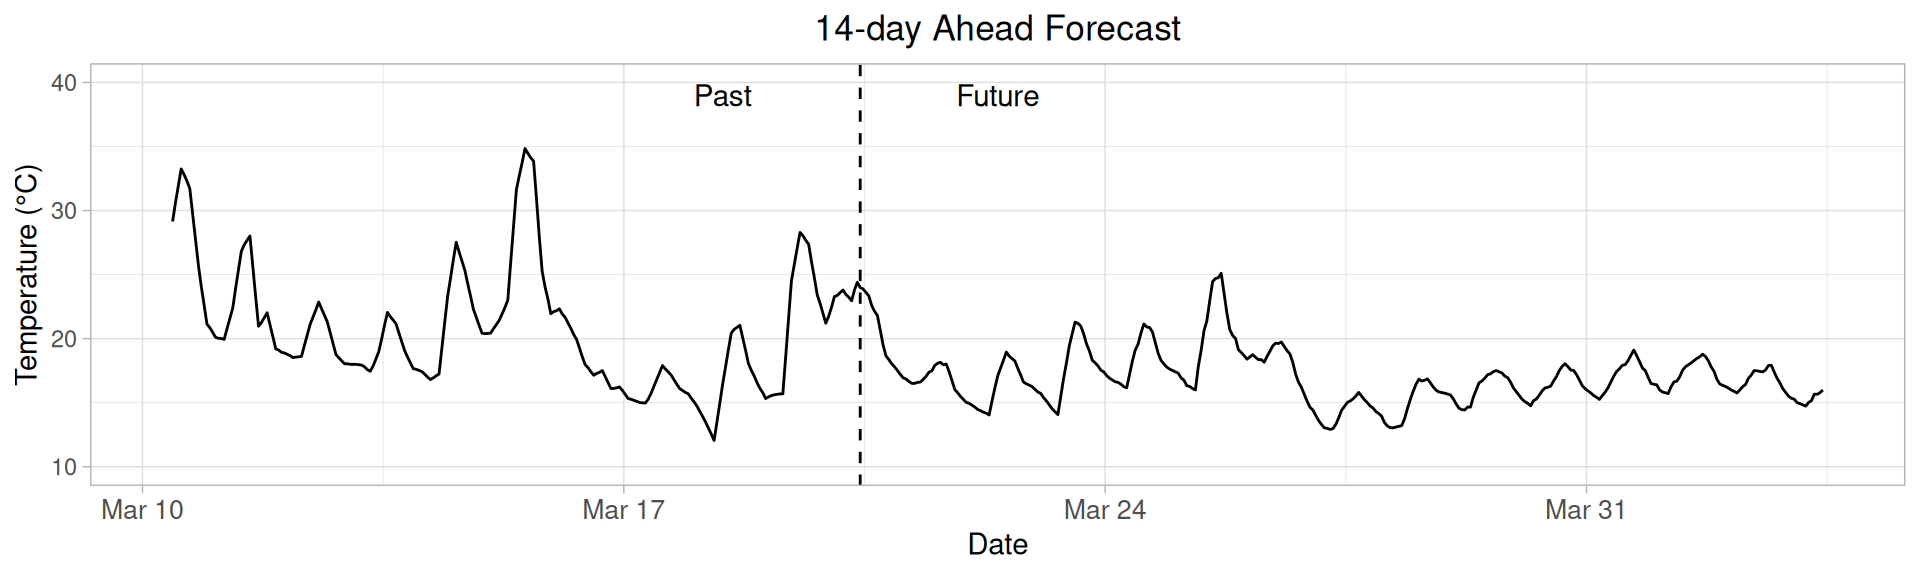 14-day Ahead Forecast
Past
Future
Temperature (°C)
40
30
20
10
Mar 10
Mar 17
Mar 24
Mar 31
Date